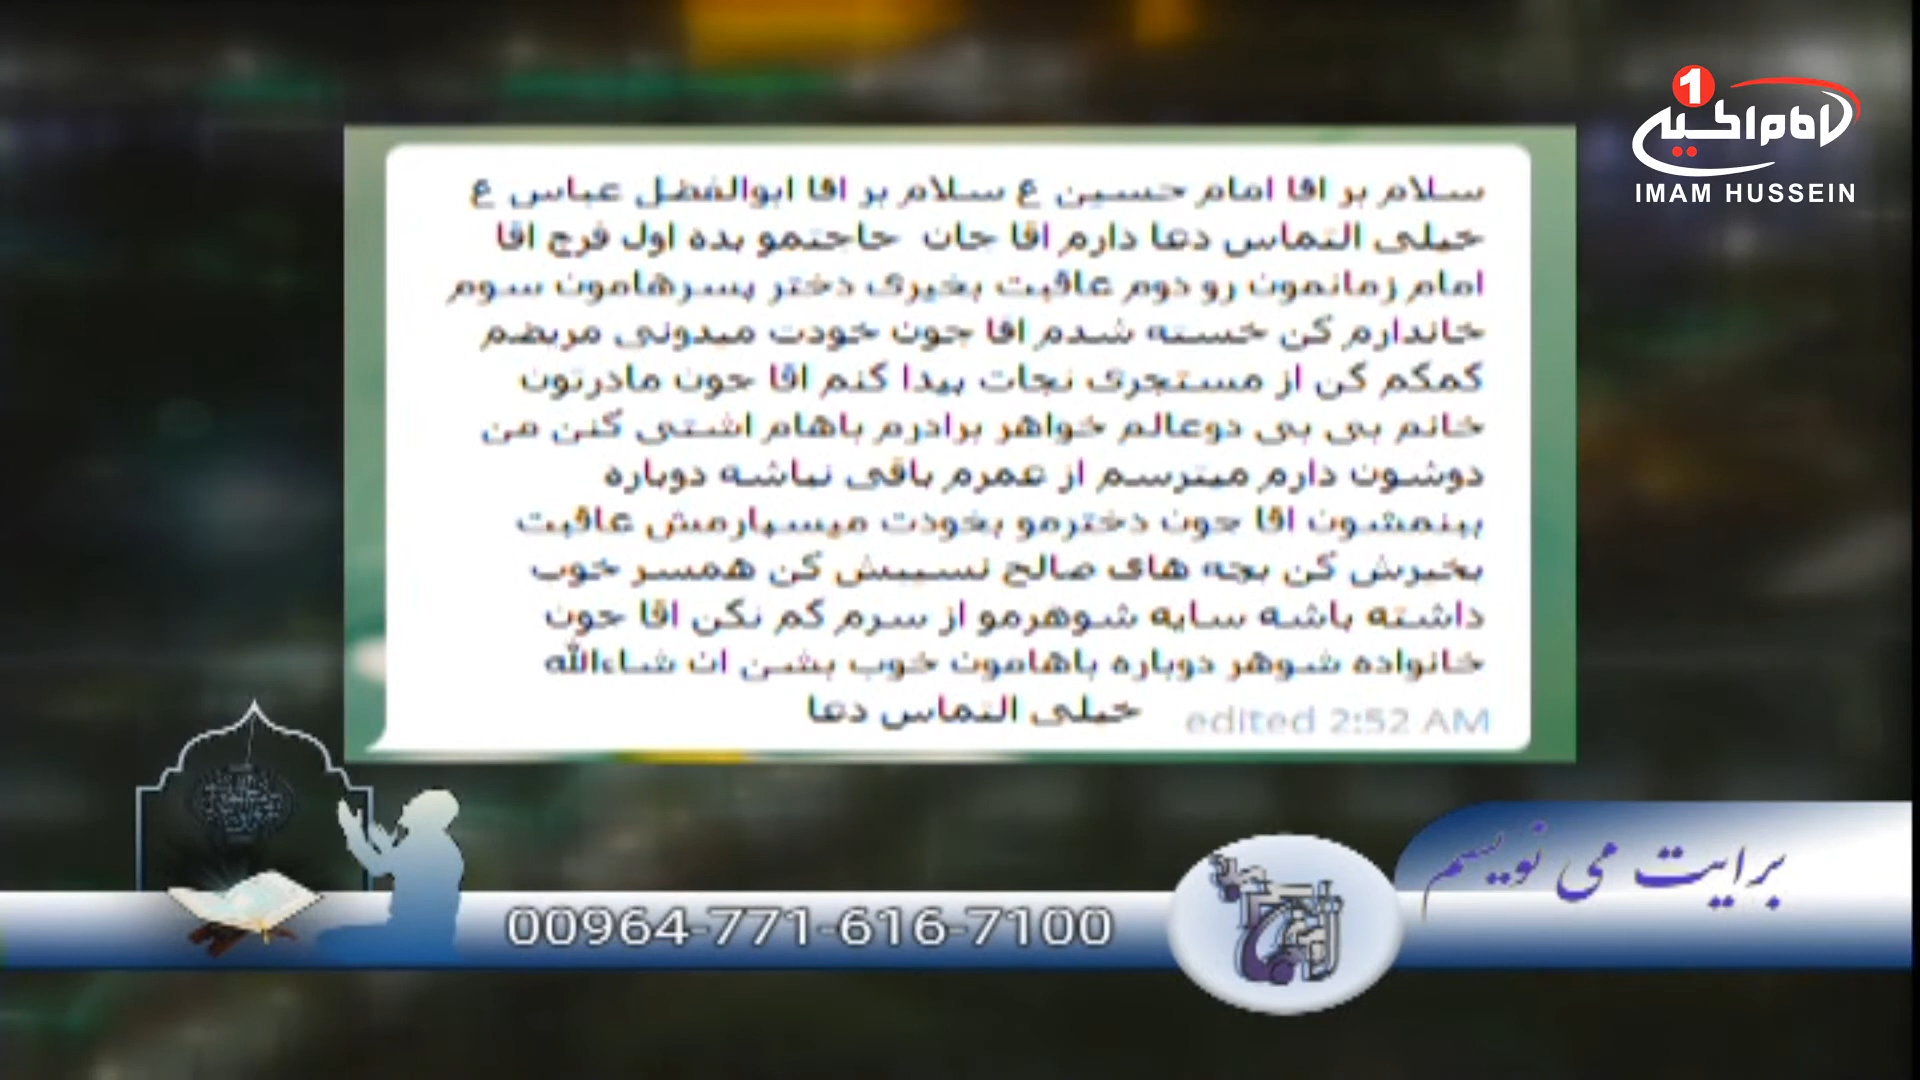 1
امام حسین
IMAM HUSSEIN
سلام بر اقا امام حسین ع سلام بر اقا ابوالفضل عباس ع
خیلی التماس دعا دارم اقا جان حاجتمو بده اول فرج اقا
امام زمانمون رو دوم عاقبت بخیری دختر پسرهامون سوم
خاندارم کن خسته شدم اقا جون خودت میدونی مریضم
کمکم کن از مستجری نجات پیدا کنم اقا جون مادرتون
خانم بی بی دوعالم خواهر برادرم باهام اشتی کنن من
دوشون دارم میترسم از عمرم باقی نباشه دوباره
ببنمشون اقا جون دخترمو بخودت میسپارمش عاقبت
بخیرش کن بچه های صالح نسیبش کن همسر خوب
داشته باشه سایه شوهرمو از سرم کم نکن اقا جون
خانواده شوهر دوباره باهامون خوب بشن ان شاءالله
خیلی التماس دعا
edited 2:52 AM
برایت می نویسم
00964-771-616-7100